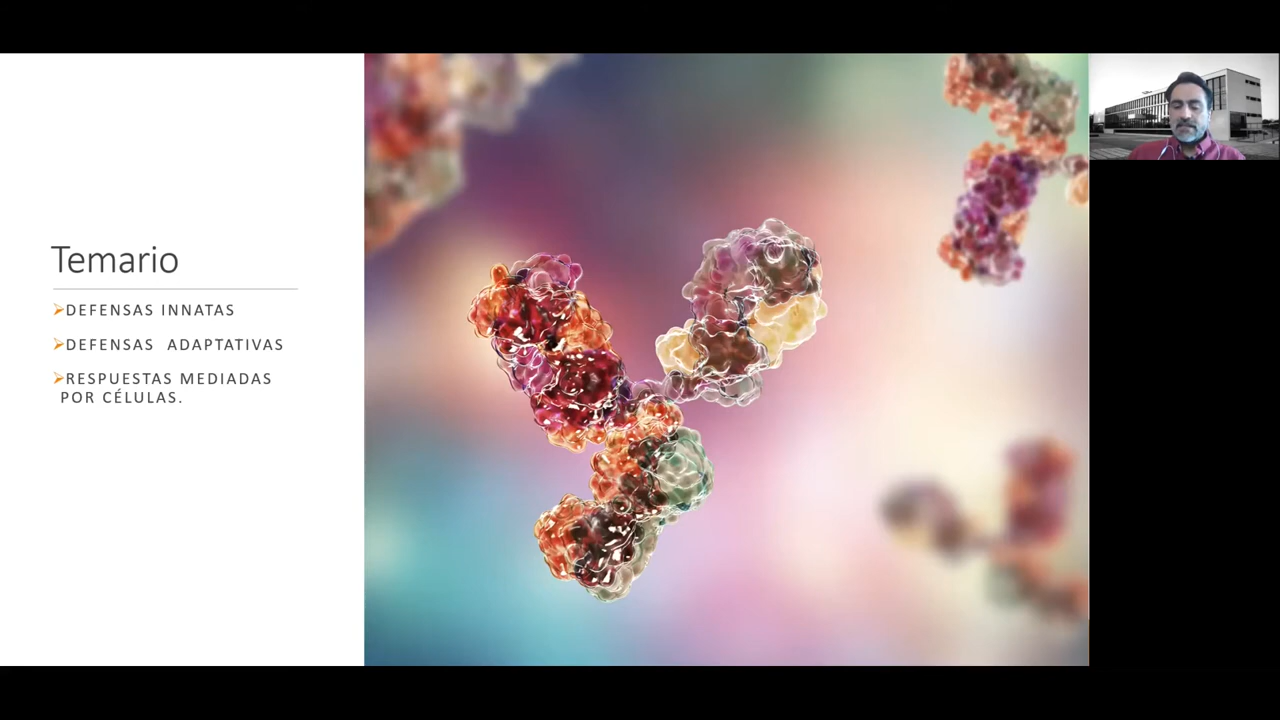 Temario
➢DEFENSAS INNATAS
➢DEFENSAS ADAPTATIVAS
➢RESPUESTAS MEDIADAS
POR CÉLULAS.